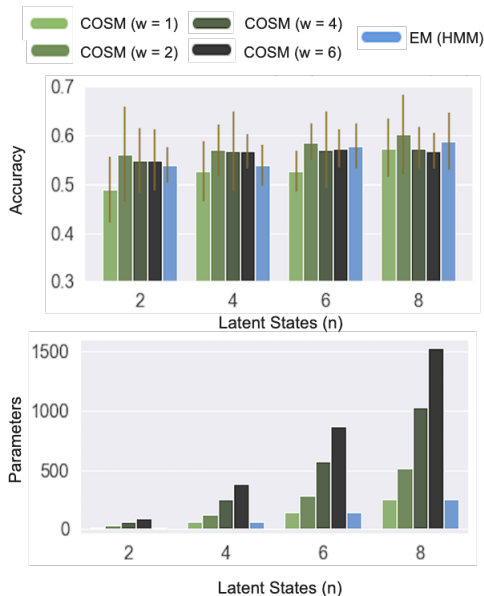 COSM (w = 1)
COSM (w = 4)
EM (HMM)
COSM (w = 2)
COSM (w = 6)
Accuracy
0.7
0.6
0.5
0.4
0.3
2 4 6 8
Latent States (n)
Parameters
1500
1000
500
0
2 4 6 8
Latent States (n)